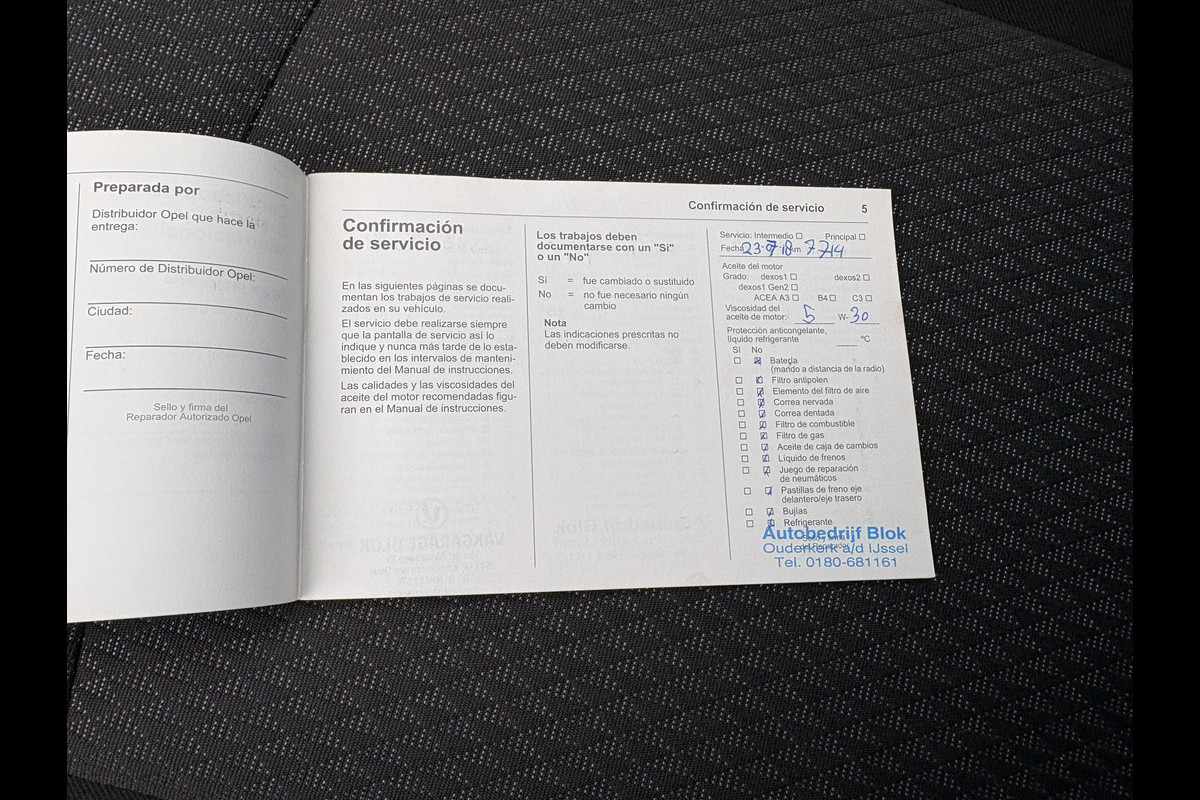 Preparada por
Distribuidor Opel que hace la
entrega:
Número de Distribuidor Opel:
Ciudad:
Fecha:
Sello y firma del
Reparador Autorizado Opel
Confirmación de servicio 5
Confirmación
de servicio
En las siguientes páginas se docu-
mentan los trabajos de servicio reali-
zados en su vehículo.
El servicio debe realizarse siempre
que la pantalla de servicio así lo
indique y nunca más tarde de lo esta-
blecido en los intervalos de manteni-
miento del Manual de instrucciones.
Las calidades y las viscosidades del
aceite del motor recomendadas figu-
ran en el Manual de instrucciones.
Los trabajos deben
documentarse con un "Sí"
o un "No"
Sí = fue cambiado o sustituido
No = no fue necesario ningún
cambio
Nota
Las indicaciones prescritas no
deben modificarse.
Servicio: Intermedio ☐ Principal ☐
Fecha 23-9-18 km 7744
Aceite del motor
Grado: dexos1 ☐ dexos2 ☐
dexos1 Gen2 ☐
ACEA A3 ☐ B4 ☐ C3 ☐
Viscosidad del
aceite de motor: 5 W- 30
Protección anticongelante,
líquido refrigerante °C
Sí No
Batería
(mando a distancia de la radio)
Filtro antipolen
Elemento del filtro de aire
Correa nervada
Correa dentada
Filtro de combustible
Filtro de gas
Aceite de caja de cambios
Líquido de frenos
Juego de reparación
de neumáticos
Pastillas de freno eje
delantero/eje trasero
Bujías
Refrigerante
Autobedrijf Blok
Ouderkerk a/d IJssel
Tel. 0180-681161